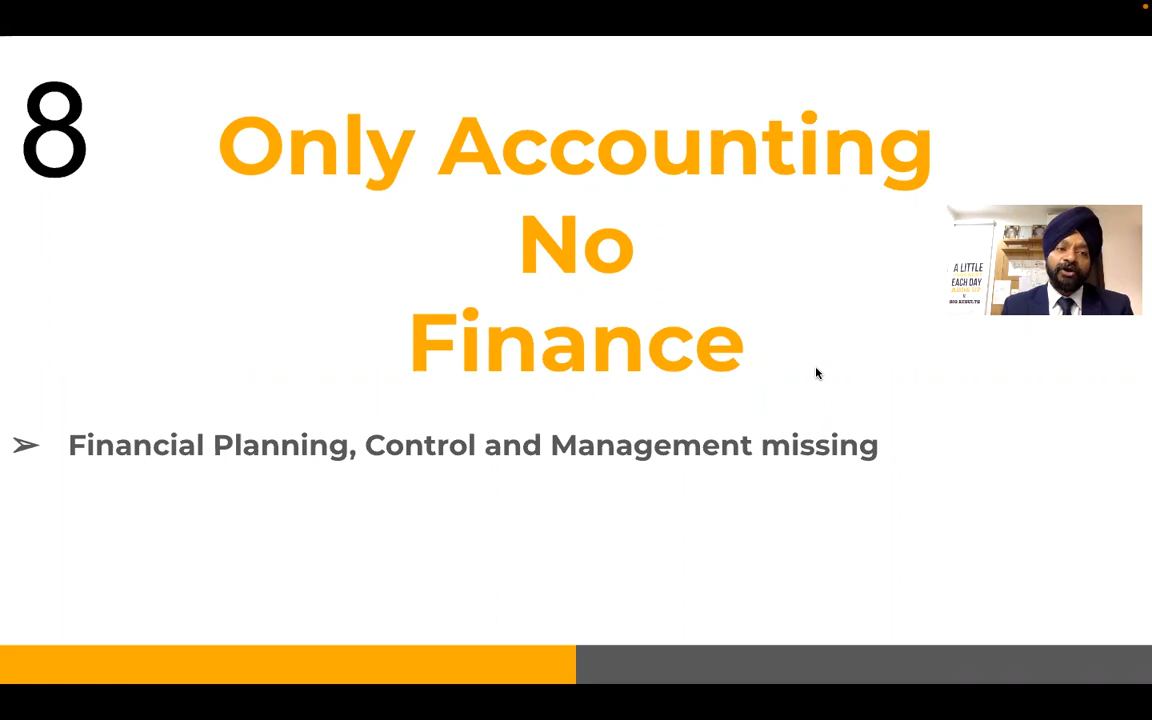 8
Only Accounting
No
Finance
A LITTLE
EACH DAY
➢ Financial Planning, Control and Management missing